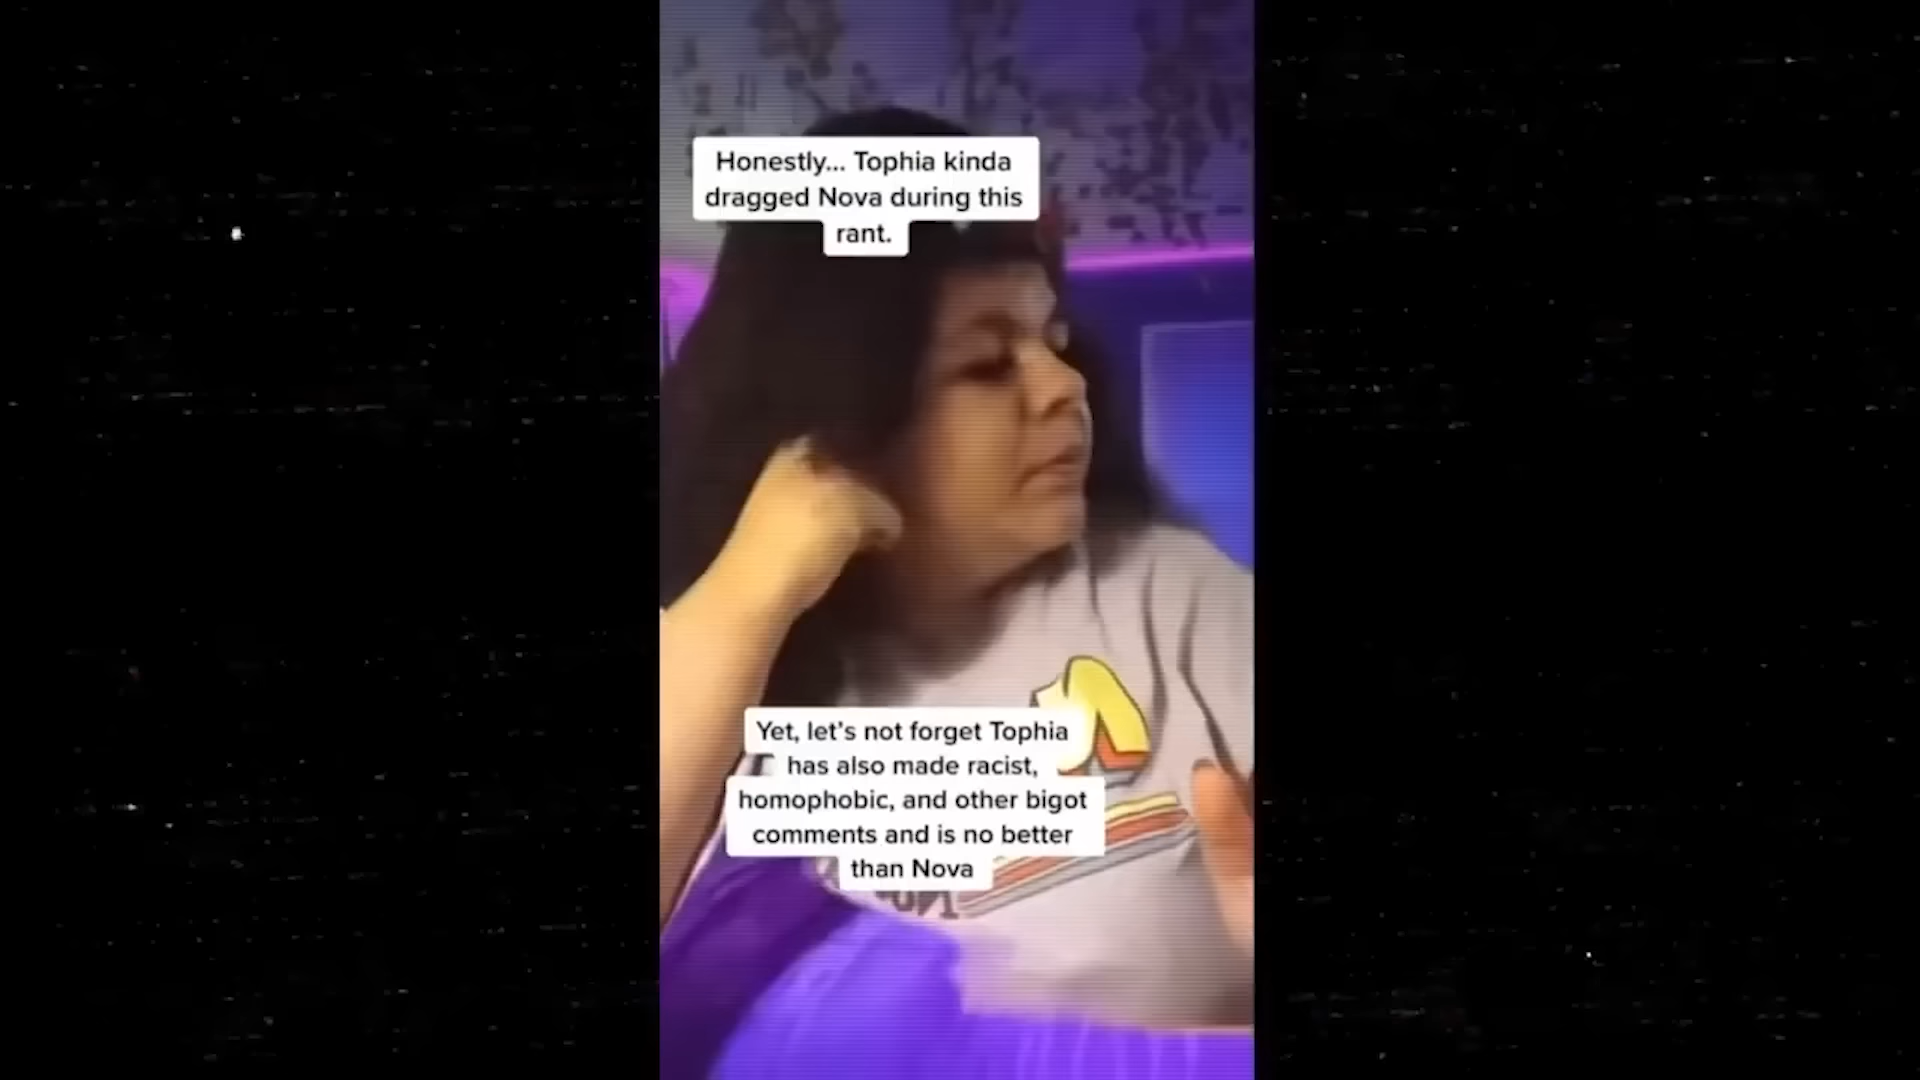 Honestly... Tophia kinda
dragged Nova during this
rant.
Yet, let's not forget Tophia
has also made racist,
homophobic, and other bigot
comments and is no better
than Nova